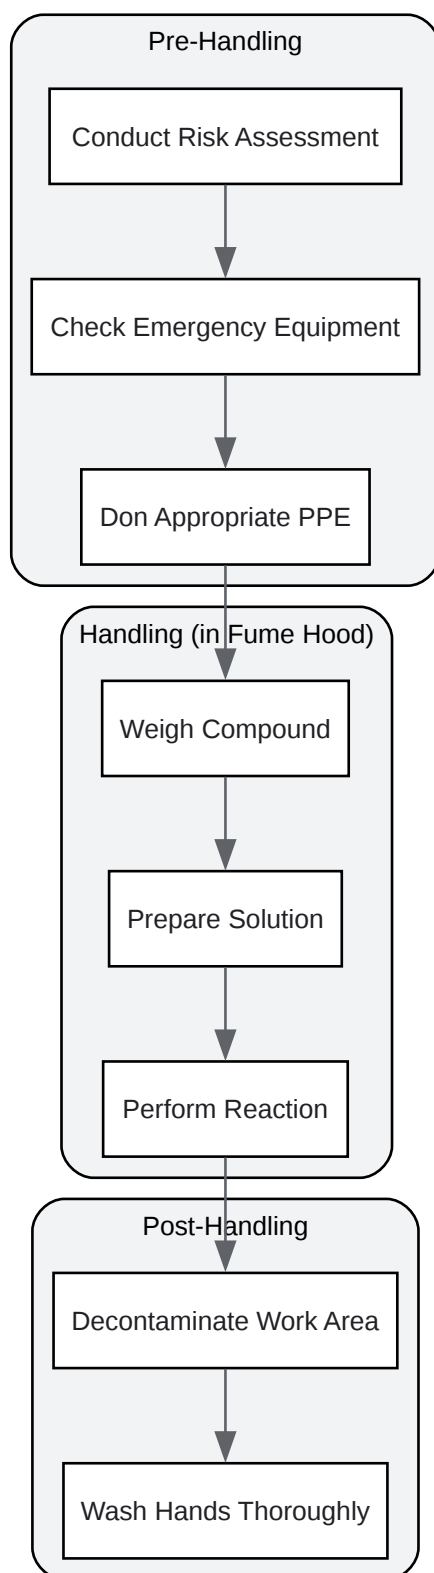 Pre-Handling
Conduct Risk Assessment
Check Emergency Equipment
Don Appropriate PPE
Handling (in Fume Hood)
Weigh Compound
Prepare Solution
Perform Reaction
Post-Handling
Decontaminate Work Area
Wash Hands Thoroughly